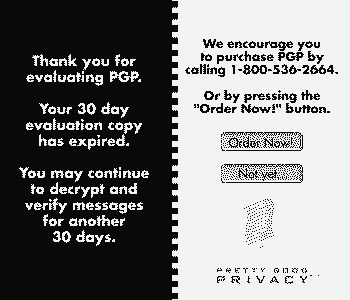 Thank you for
evaluating PGP.
Your 30 day
evaluation copy
has expired.
You may continue
to decrypt and
verify messages
for another
30 days.
We encourage you
to purchase PGP by
calling 1-800-536-2664.
Or by pressing the
"Order Now!" button.
Order Now!
Not yet...
PRETTY GOOD
PRIVACY